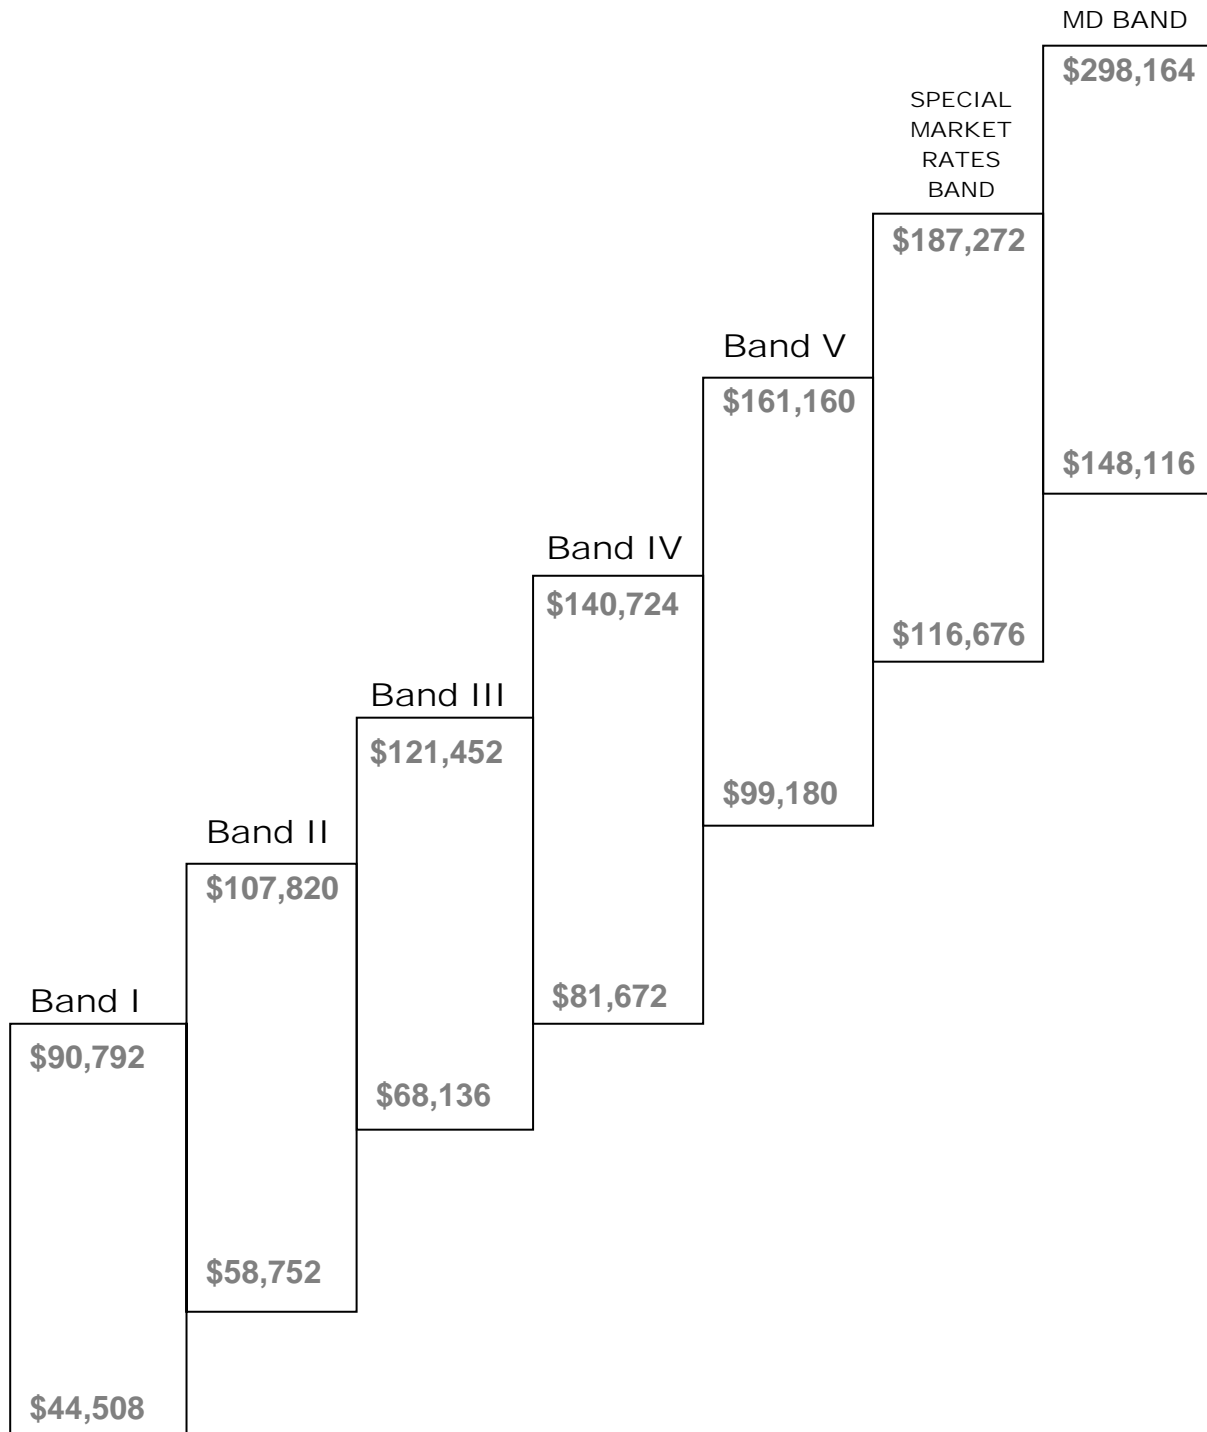 MD BAND
$298,164
$148,116
SPECIAL
MARKET
RATES
BAND
$187,272
$116,676
Band V
$161,160
$99,180
Band IV
$140,724
$81,672
Band III
$121,452
$68,136
Band II
$107,820
$58,752
Band I
$90,792
$44,508